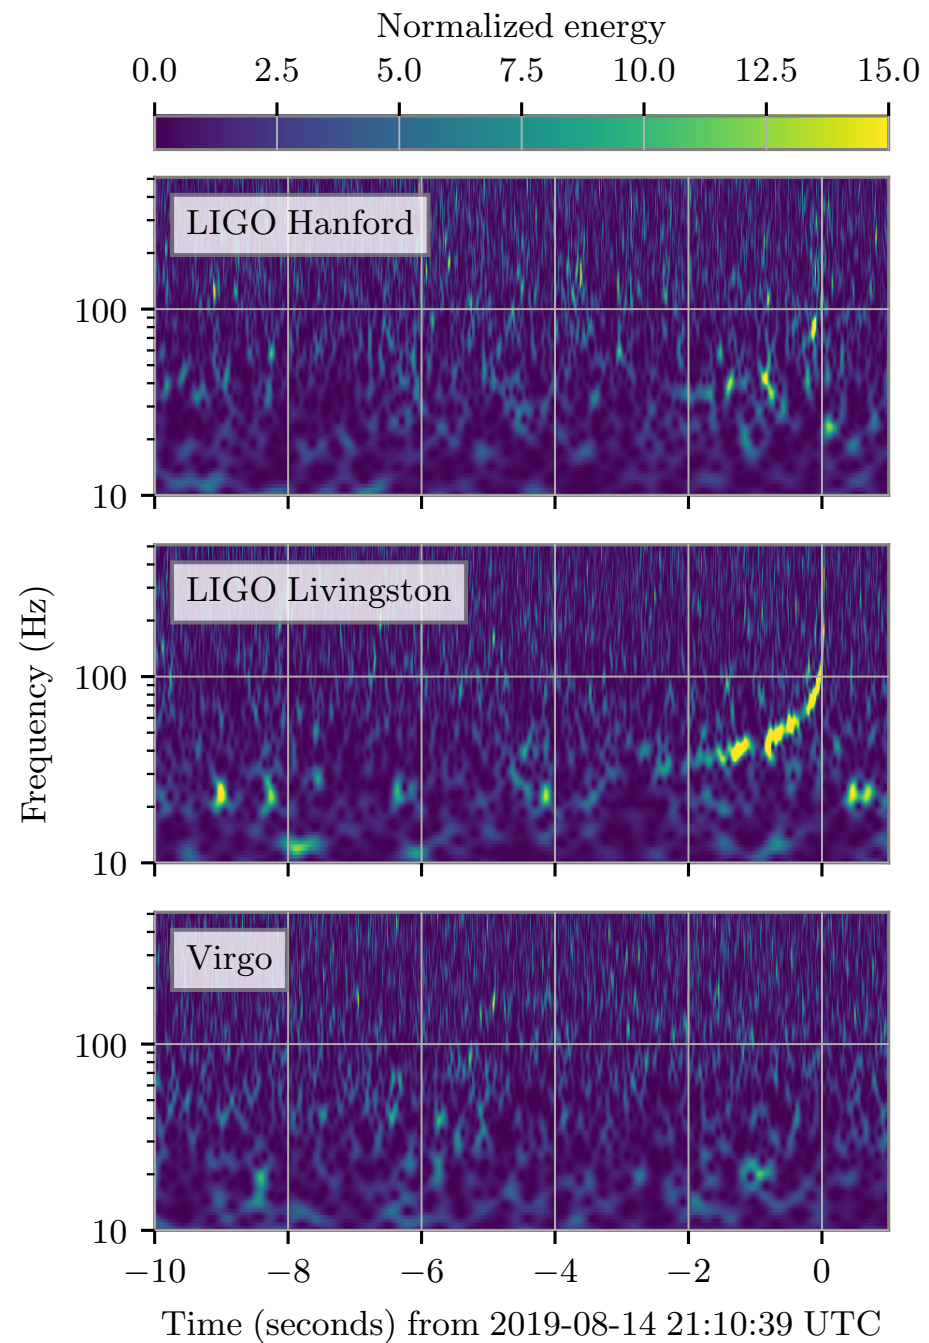 Normalized energy
0.0 2.5 5.0 7.5 10.0 12.5 15.0
LIGO Hanford
100
10
LIGO Livingston
100
10
Frequency (Hz)
Virgo
100
10
−10 −8 −6 −4 −2 0
Time (seconds) from 2019-08-14 21:10:39 UTC